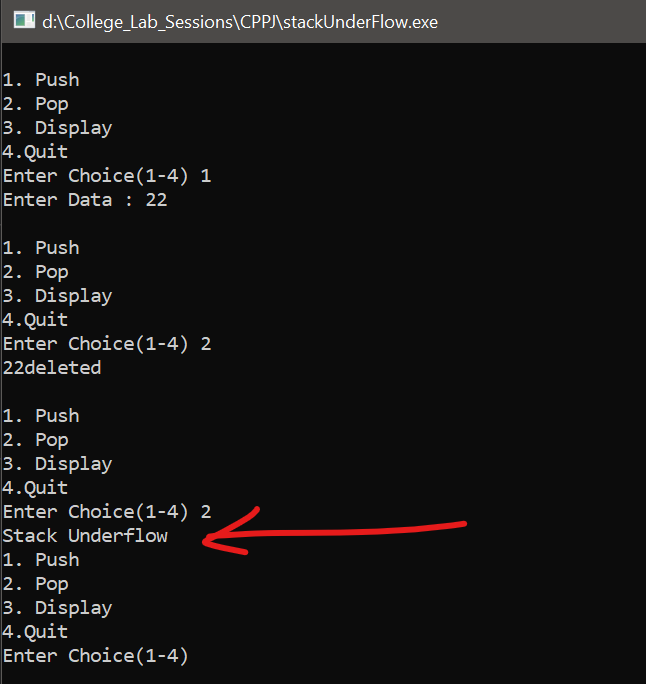 d:\College_Lab_Sessions\CPPJ\stackUnderFlow.exe
1. Push
2. Pop
3. Display
4.Quit
Enter Choice(1-4) 1
Enter Data : 22
1. Push
2. Pop
3. Display
4.Quit
Enter Choice(1-4) 2
22deleted
1. Push
2. Pop
3. Display
4.Quit
Enter Choice(1-4) 2
Stack Underflow
1. Push
2. Pop
3. Display
4.Quit
Enter Choice(1-4)